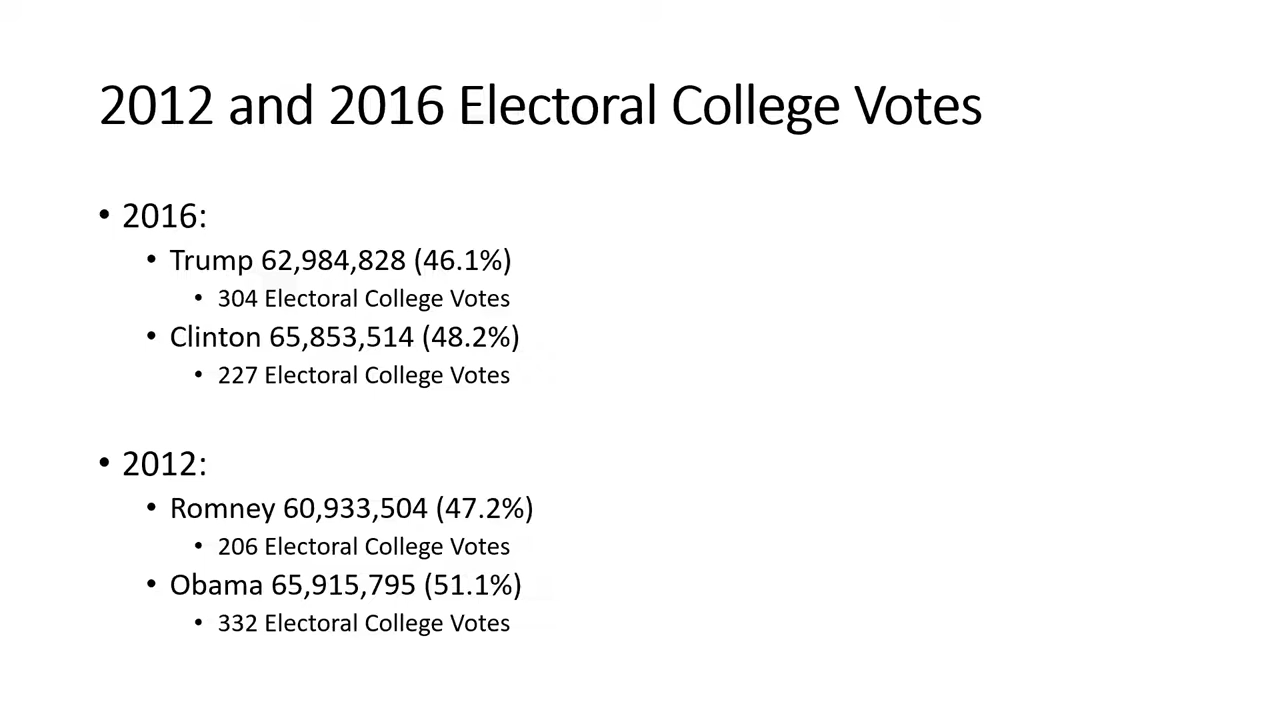 2012 and 2016 Electoral College Votes
• 2016:
• Trump 62,984,828 (46.1%)
• 304 Electoral College Votes
• Clinton 65,853,514 (48.2%)
• 227 Electoral College Votes
• 2012:
• Romney 60,933,504 (47.2%)
• 206 Electoral College Votes
• Obama 65,915,795 (51.1%)
• 332 Electoral College Votes